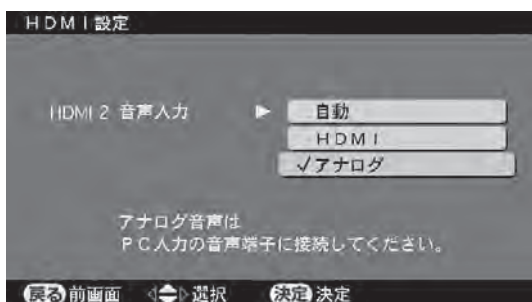 HDMI設定
HDMI 2 音声入力 ▶ 自動
HDMI
✓アナログ
アナログ音声は
PC入力の音声端子に接続してください。
戻る 前画面 選択 決定 決定